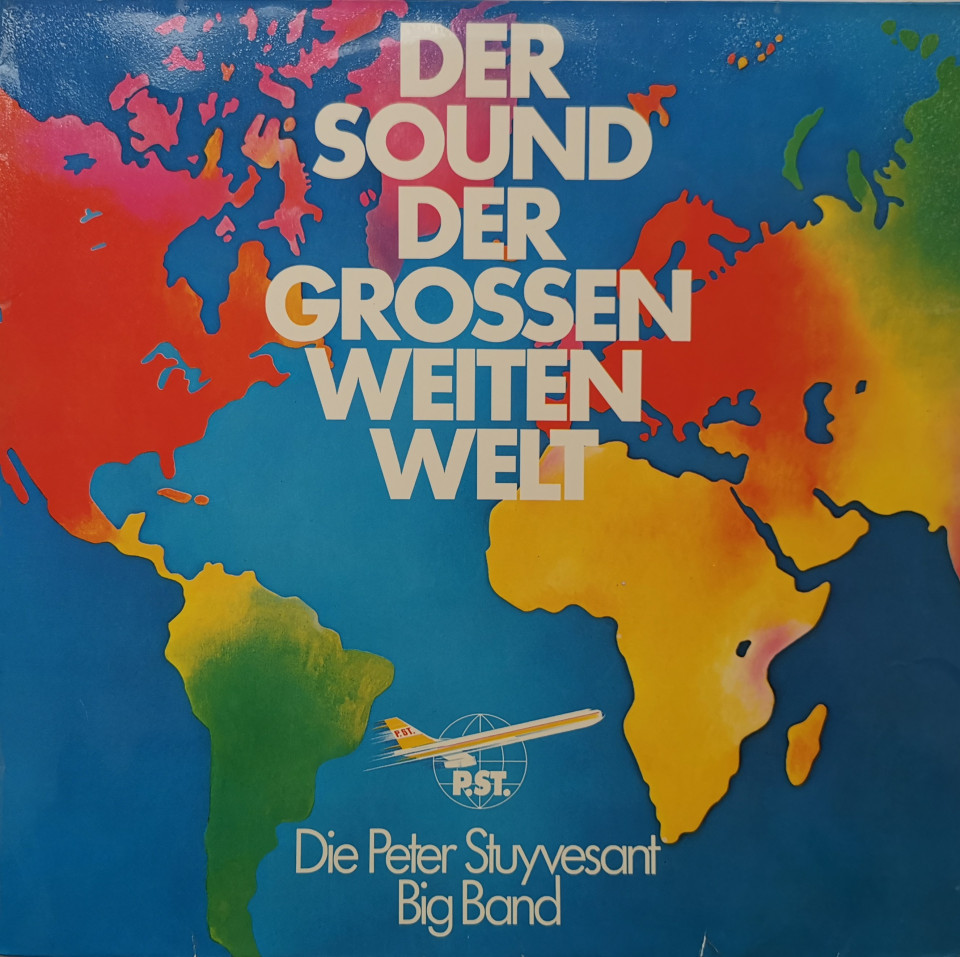 DER
SOUND
DER
GROSSEN
WEITEN
WELT
P.ST.
P.ST.
Die Peter Stuyvesant
Big Band